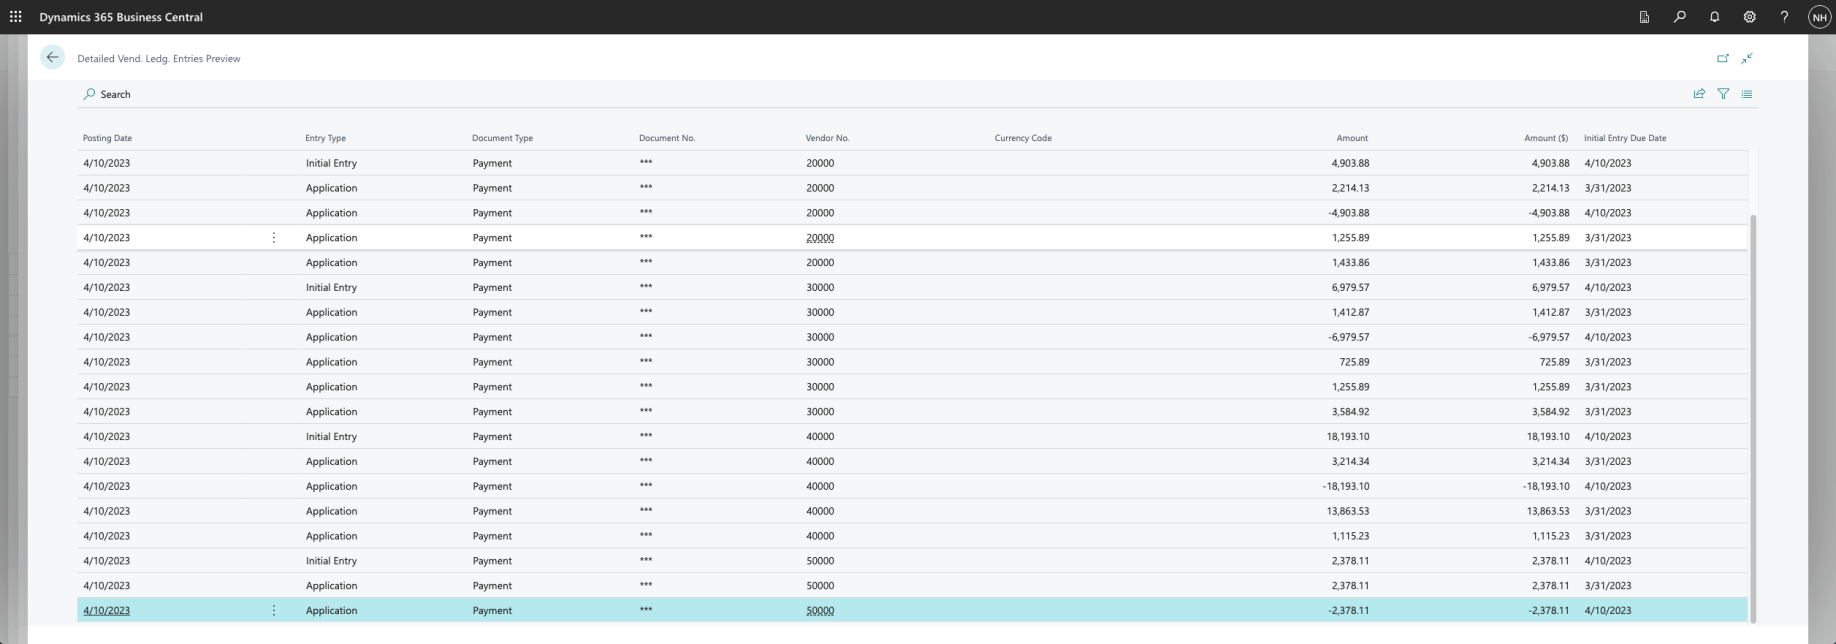 Dynamics 365 Business Central
NH
Detailed Vend. Ledg. Entries Preview
Search
Posting Date Entry Type Document Type Document No. Vendor No. Currency Code Amount Amount ($) Initial Entry Due Date
4/10/2023 Initial Entry Payment *** 20000 4,903.88 4,903.88 4/10/2023
4/10/2023 Application Payment *** 20000 2,214.13 2,214.13 3/31/2023
4/10/2023 Application Payment *** 20000 -4,903.88 -4,903.88 4/10/2023
4/10/2023 Application Payment *** 20000 1,255.89 1,255.89 3/31/2023
4/10/2023 Application Payment *** 20000 1,433.86 1,433.86 3/31/2023
4/10/2023 Initial Entry Payment *** 30000 6,979.57 6,979.57 4/10/2023
4/10/2023 Application Payment *** 30000 1,412.87 1,412.87 3/31/2023
4/10/2023 Application Payment *** 30000 -6,979.57 -6,979.57 4/10/2023
4/10/2023 Application Payment *** 30000 725.89 725.89 3/31/2023
4/10/2023 Application Payment *** 30000 1,255.89 1,255.89 3/31/2023
4/10/2023 Application Payment *** 30000 3,584.92 3,584.92 3/31/2023
4/10/2023 Initial Entry Payment *** 40000 18,193.10 18,193.10 4/10/2023
4/10/2023 Application Payment *** 40000 3,214.34 3,214.34 3/31/2023
4/10/2023 Application Payment *** 40000 -18,193.10 -18,193.10 4/10/2023
4/10/2023 Application Payment *** 40000 13,863.53 13,863.53 3/31/2023
4/10/2023 Application Payment *** 40000 1,115.23 1,115.23 3/31/2023
4/10/2023 Initial Entry Payment *** 50000 2,378.11 2,378.11 4/10/2023
4/10/2023 Application Payment *** 50000 2,378.11 2,378.11 3/31/2023
4/10/2023 Application Payment *** 50000 -2,378.11 -2,378.11 4/10/2023